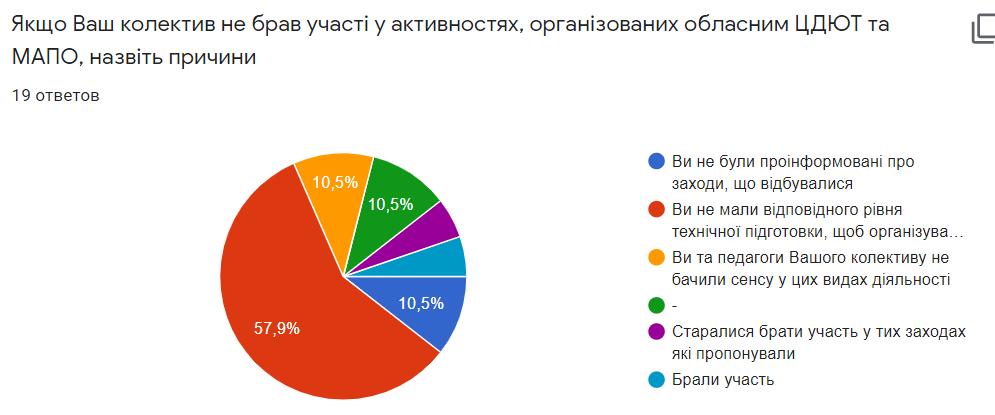 Якщо Ваш колектив не брав участі у активностях, організованих обласним ЦДЮТ та
МАПО, назвіть причини
19 ответов
10,5%
10,5%
10,5%
57,9%
Ви не були проінформовані про
заходи, що відбувалися
Ви не мали відповідного рівня
технічної підготовки, щоб організува…
Ви та педагоги Вашого колективу не
бачили сенсу у цих видах діяльності
-
Старалися брати участь у тих заходах
які пропонували
Брали участь